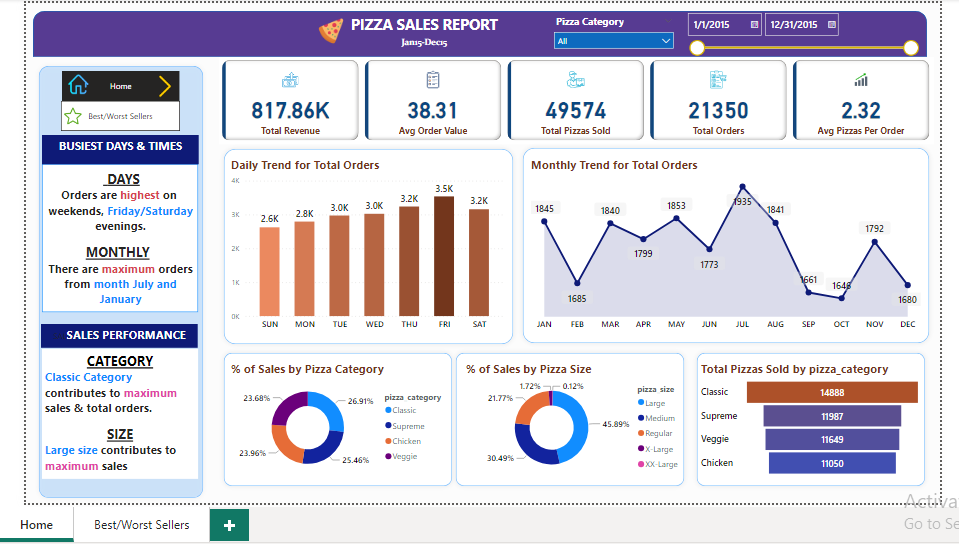 PIZZA SALES REPORT
Jan15-Dec15
Pizza Category
All
1/1/2015
12/31/2015
Home
Best/Worst Sellers
BUSIEST DAYS & TIMES
DAYS
Orders are highest on
weekends, Friday/Saturday
evenings.
MONTHLY
There are maximum orders
from month July and
January
SALES PERFORMANCE
CATEGORY
Classic Category
contributes to maximum
sales & total orders.
SIZE
Large size contributes to
maximum sales
817.86K
Total Revenue
38.31
Avg Order Value
49574
Total Pizzas Sold
21350
Total Orders
2.32
Avg Pizzas Per Order
Daily Trend for Total Orders
4K
3K
2K
1K
0K
2.6K
2.8K
3.0K
3.0K
3.2K
3.5K
3.2K
SUN
MON
TUE
WED
THU
FRI
SAT
Monthly Trend for Total Orders
1845
1685
1840
1799
1853
1773
1935
1841
1661
1646
1792
1680
JAN
FEB
MAR
APR
MAY
JUN
JUL
AUG
SEP
OCT
NOV
DEC
% of Sales by Pizza Category
23.68%
26.91%
23.96%
25.46%
pizza_category
Classic
Supreme
Chicken
Veggie
% of Sales by Pizza Size
1.72%
0.12%
21.77%
45.89%
30.49%
pizza_size
Large
Medium
Regular
X-Large
XX-Large
Total Pizzas Sold by pizza_category
Classic
14888
Supreme
11987
Veggie
11649
Chicken
11050
Activa
Go to Se
Home
Best/Worst Sellers
+